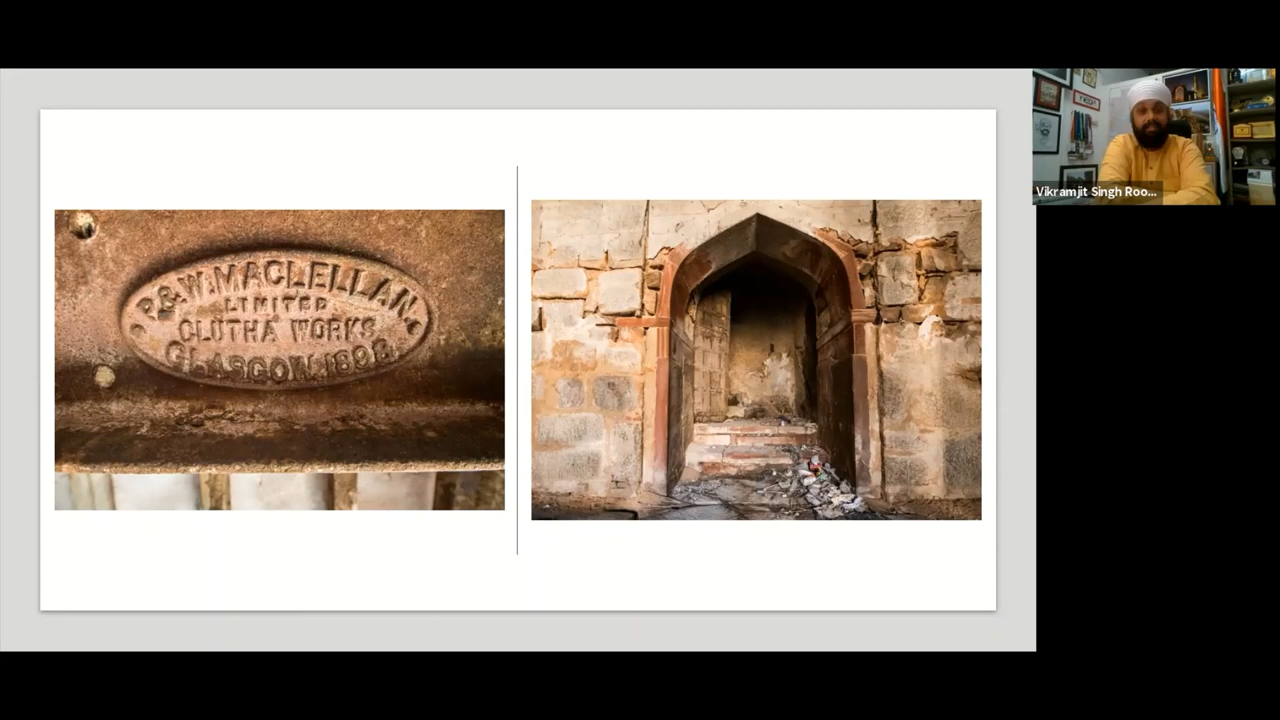 P.& W. MACLELLAN.
LIMITED
CLUTHA WORKS
GLASGOW. 1898
Vikramjit Singh Roo...